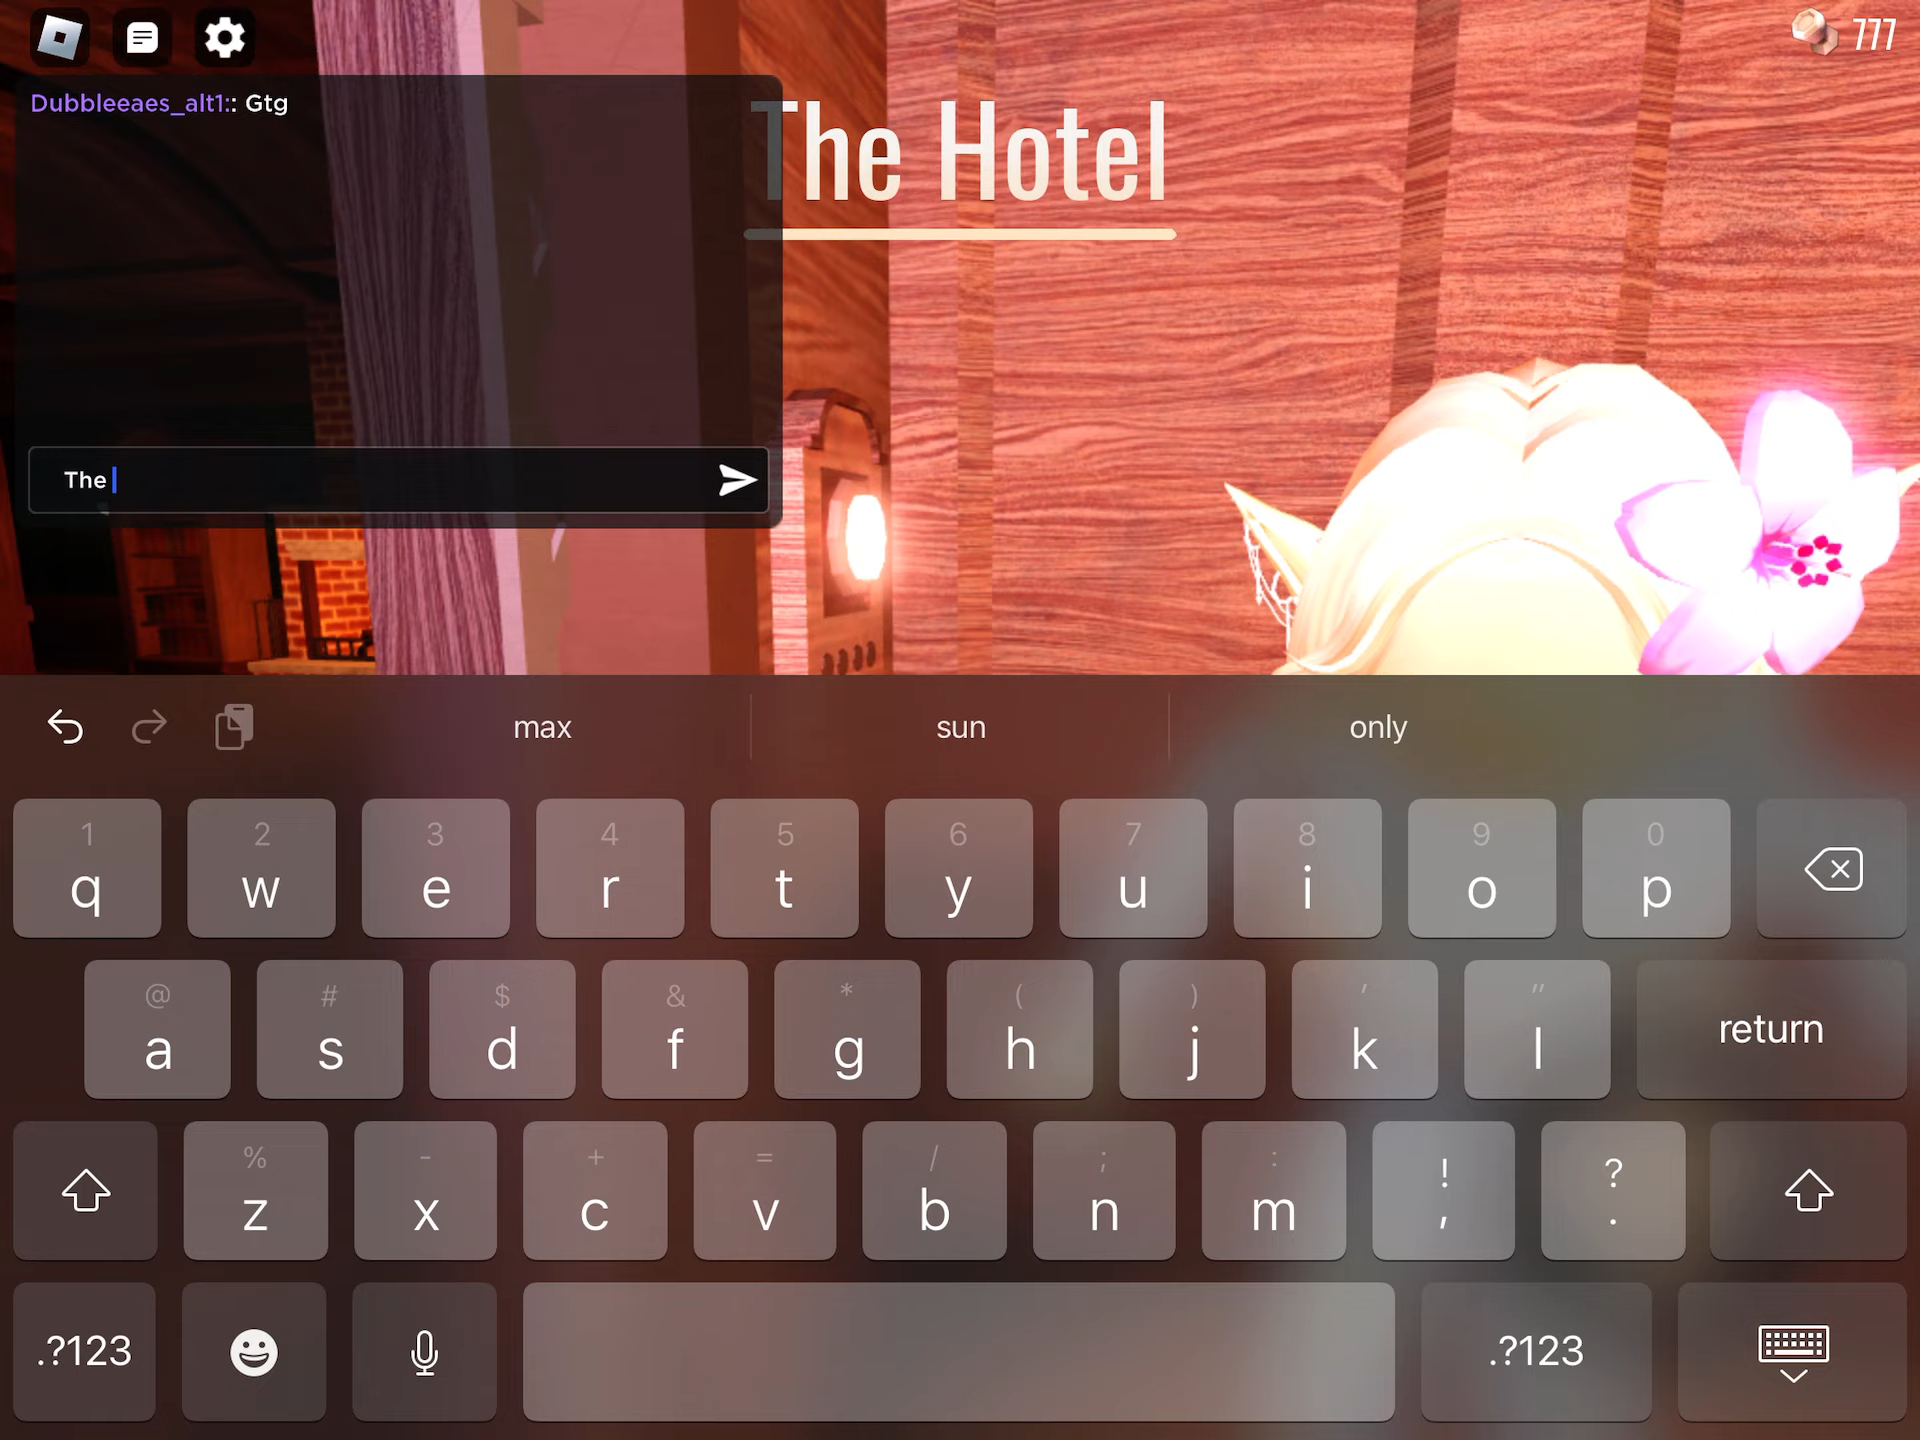 777
Dubbleeaes_alt1:: Gtg
The Hotel
The
max sun only
1 2 3 4 5 6 7 8 9 0
q w e r t y u i o p
@ # $ & * ( ) ' "
a s d f g h j k l return
% - + = / ; : ! ?
z x c v b n m , .
.?123 .?123